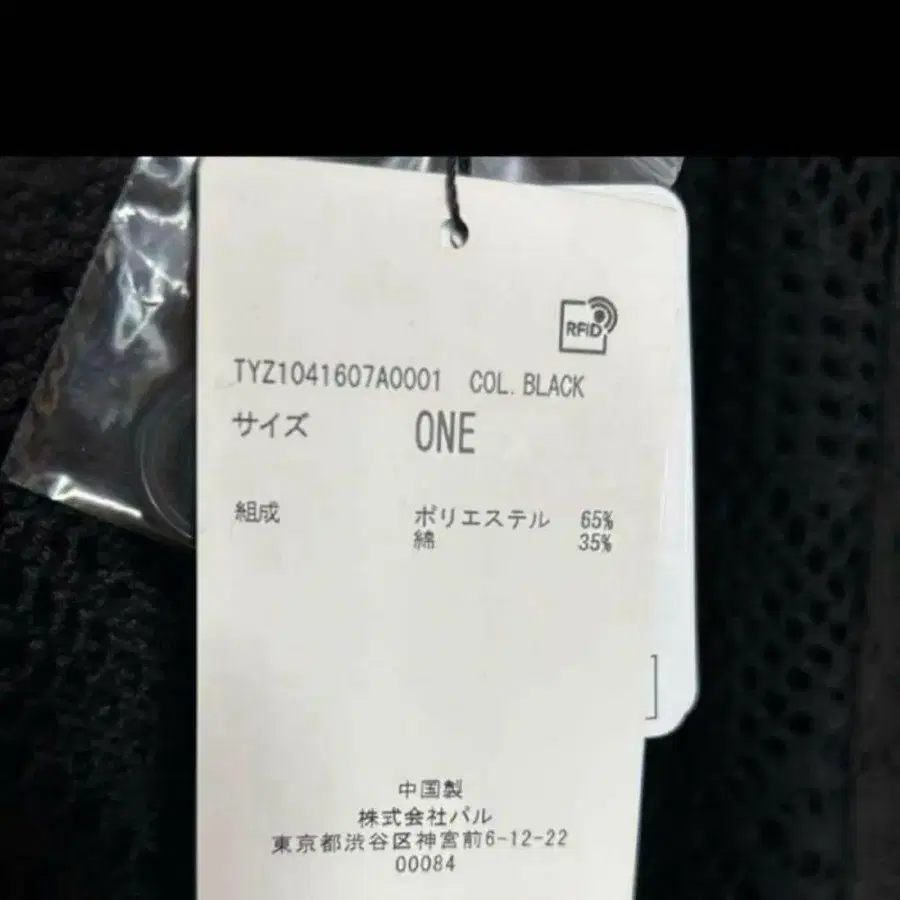 RFID
TYZ1041607A0001 COL.BLACK
サイズ ONE
組成 ポリエステル 65%
綿 35%
中国製
株式会社パル
東京都渋谷区神宮前6-12-22
00084